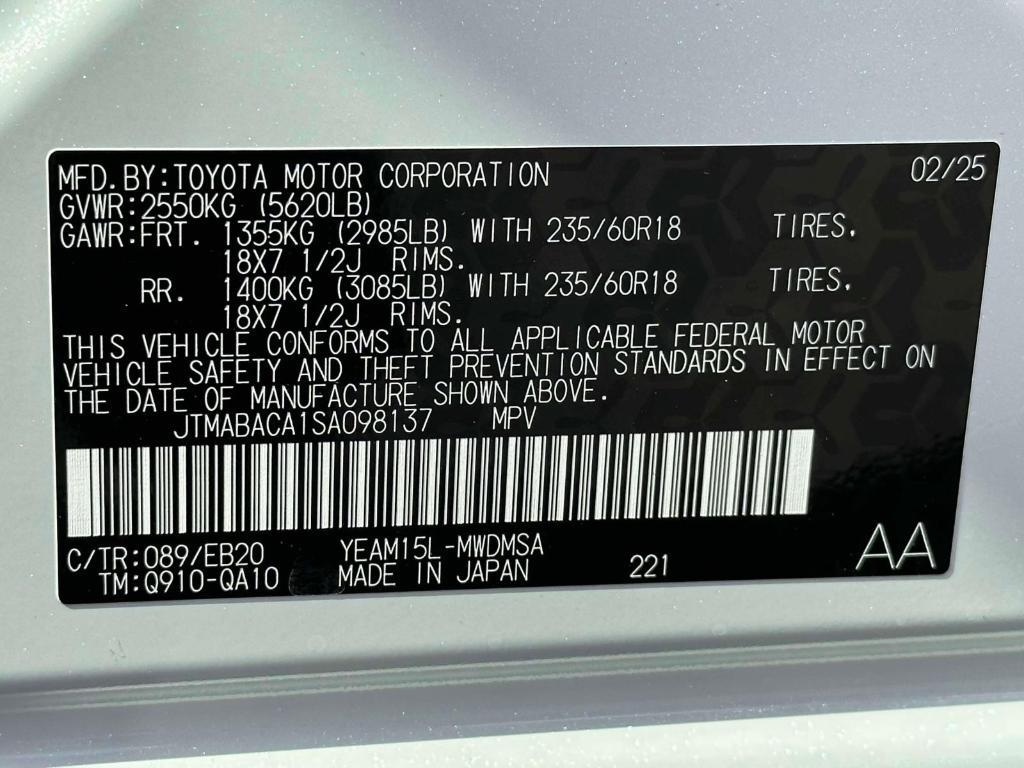 MFD. BY: TOYOTA MOTOR CORPORATION 02/25
GVWR: 2550KG (5620LB)
GAWR: FRT. 1355KG (2985LB) WITH 235/60R18 TIRES.
18X7 1/2J RIMS.
RR. 1400KG (3085LB) WITH 235/60R18 TIRES.
18X7 1/2J RIMS.
THIS VEHICLE CONFORMS TO ALL APPLICABLE FEDERAL MOTOR
VEHICLE SAFETY AND THEFT PREVENTION STANDARDS IN EFFECT ON
THE DATE OF MANUFACTURE SHOWN ABOVE.
JTMABACA1SA098137 MPV
C/TR: 089/EB20 YEAM15L-MWDMSA AA
TM: Q910-QA10 MADE IN JAPAN 221